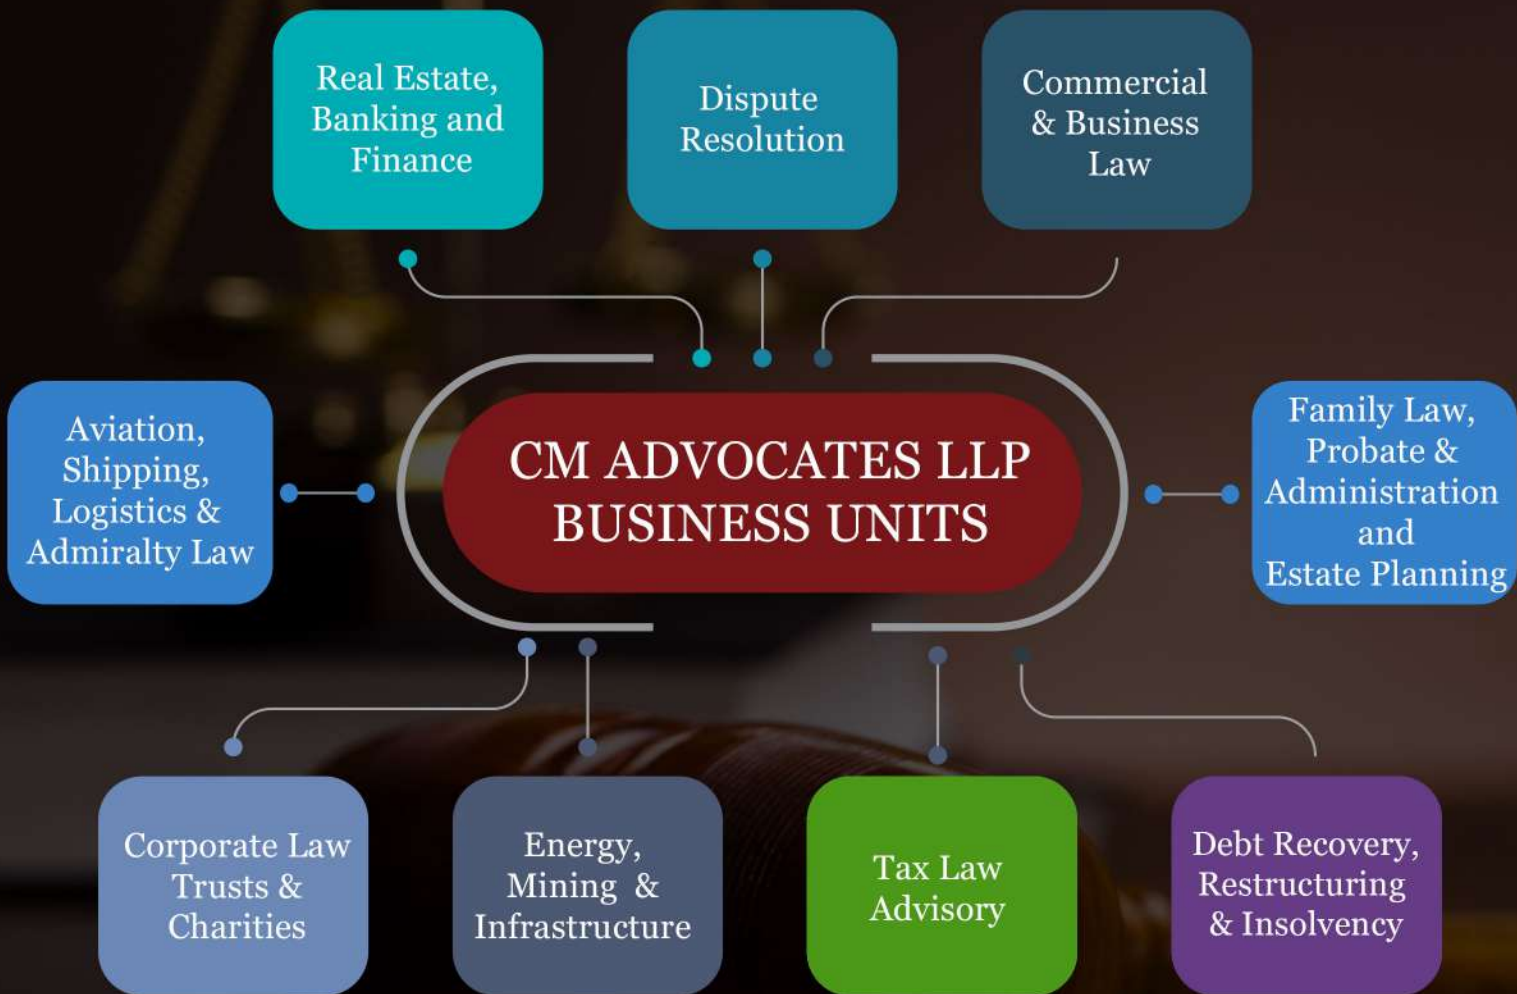 Real Estate,
Banking and
Finance
Dispute
Resolution
Commercial
& Business
Law
Aviation,
Shipping,
Logistics &
Admiralty Law
CM ADVOCATES LLP
BUSINESS UNITS
Family Law,
Probate &
Administration
and
Estate Planning
Corporate Law
Trusts &
Charities
Energy,
Mining &
Infrastructure
Tax Law
Advisory
Debt Recovery,
Restructuring
& Insolvency